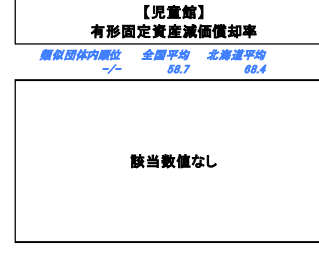 【児童館】
有形固定資産減価償却率
類似団体内順位 全国平均 北海道平均
-/- 58.7 68.4
該当数値なし